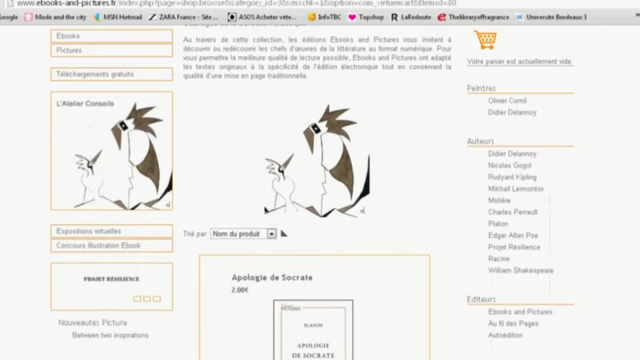 www.ebooks-and-pictures.fr/index.php?page=shop.browse&category_id=
option=com_virtuemart&Itemid=80
Google
Mode and the city
MSN Hotmail
ZARA France - Site ...
ASOS Acheter vête...
InfoTBC
Topshop
LaRedoute
Thelibraryoffragrance
Université Bordeaux 3
Ebooks
Pictures
Téléchargements gratuits
L'Atelier Conseils
Expositions virtuelles
Concours Illustration Ebook
PROJET RÉSILIENCE
Nouveautés Picture
Between two inspirations
Au travers de cette collection, les éditions Ebooks and Pictures vous invitent à
découvrir ou redécouvrir les chefs d'œuvres de la littérature au format numérique. Pour
vous permettre la meilleure qualité de lecture possible, Ebooks and Pictures ont adapté
les textes originaux à la spécificité de l'édition électronique tout en conservant la
qualité d'une mise en page traditionnelle.
Trié par: Nom du produit
Apologie de Socrate
2.00€
PICTURES
PLATON
APOLOGIE
DE SOCRATE
Votre panier est actuellement vide.
Peintres
Olivier Cornil
Didier Delannoy
Auteurs
Didier Delannoy
Nicolas Gogol
Rudyard Kipling
Mikhaïl Lermontov
Molière
Charles Perrault
Platon
Edgar Allan Poe
Projet Résilience
Racine
William Shakespeare
Editeurs
Ebooks and Pictures
Au fil des Pages
Autoédition